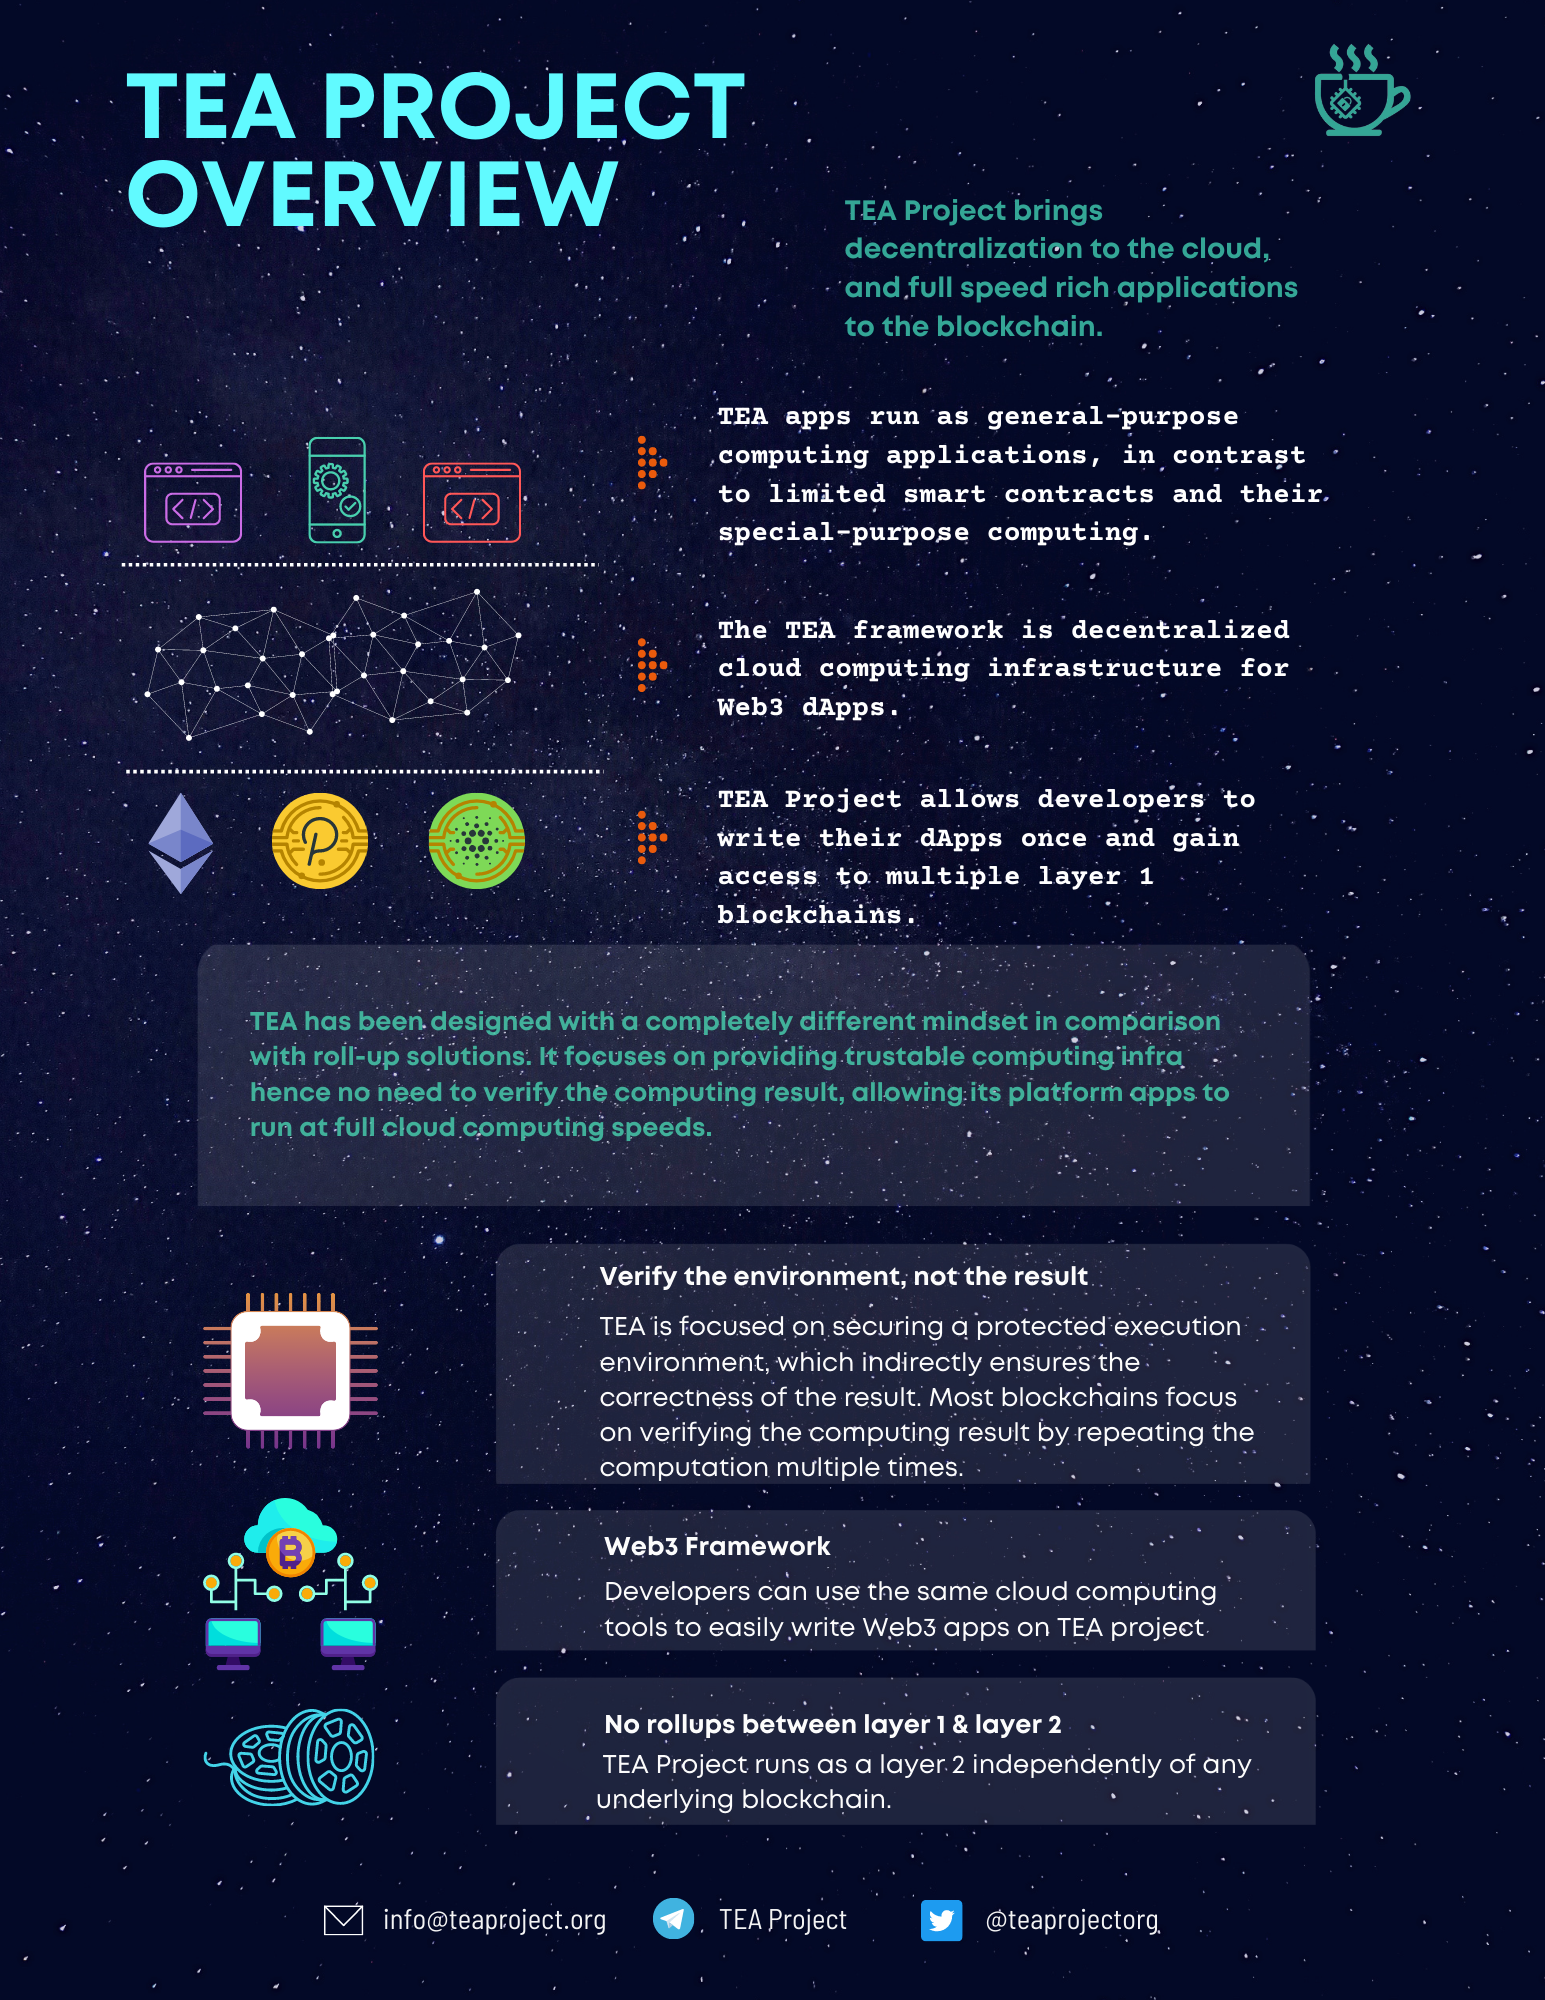 TEA PROJECT
OVERVIEW
TEA Project brings
decentralization to the cloud,
and full speed rich applications
to the blockchain.
TEA apps run as general-purpose
computing applications, in contrast
to limited smart contracts and their
special-purpose computing.
The TEA framework is decentralized
cloud computing infrastructure for
Web3 dApps.
TEA Project allows developers to
write their dApps once and gain
access to multiple layer 1
blockchains.
TEA has been designed with a completely different mindset in comparison
with roll-up solutions. It focuses on providing trustable computing infra
hence no need to verify the computing result, allowing its platform apps to
run at full cloud computing speeds.
Verify the environment, not the result
TEA is focused on securing a protected execution
environment, which indirectly ensures the
correctness of the result. Most blockchains focus
on verifying the computing result by repeating the
computation multiple times.
Web3 Framework
Developers can use the same cloud computing
tools to easily write Web3 apps on TEA project
No rollups between layer 1 & layer 2
TEA Project runs as a layer 2 independently of any
underlying blockchain.
info@teaproject.org
TEA Project
@teaprojectorg